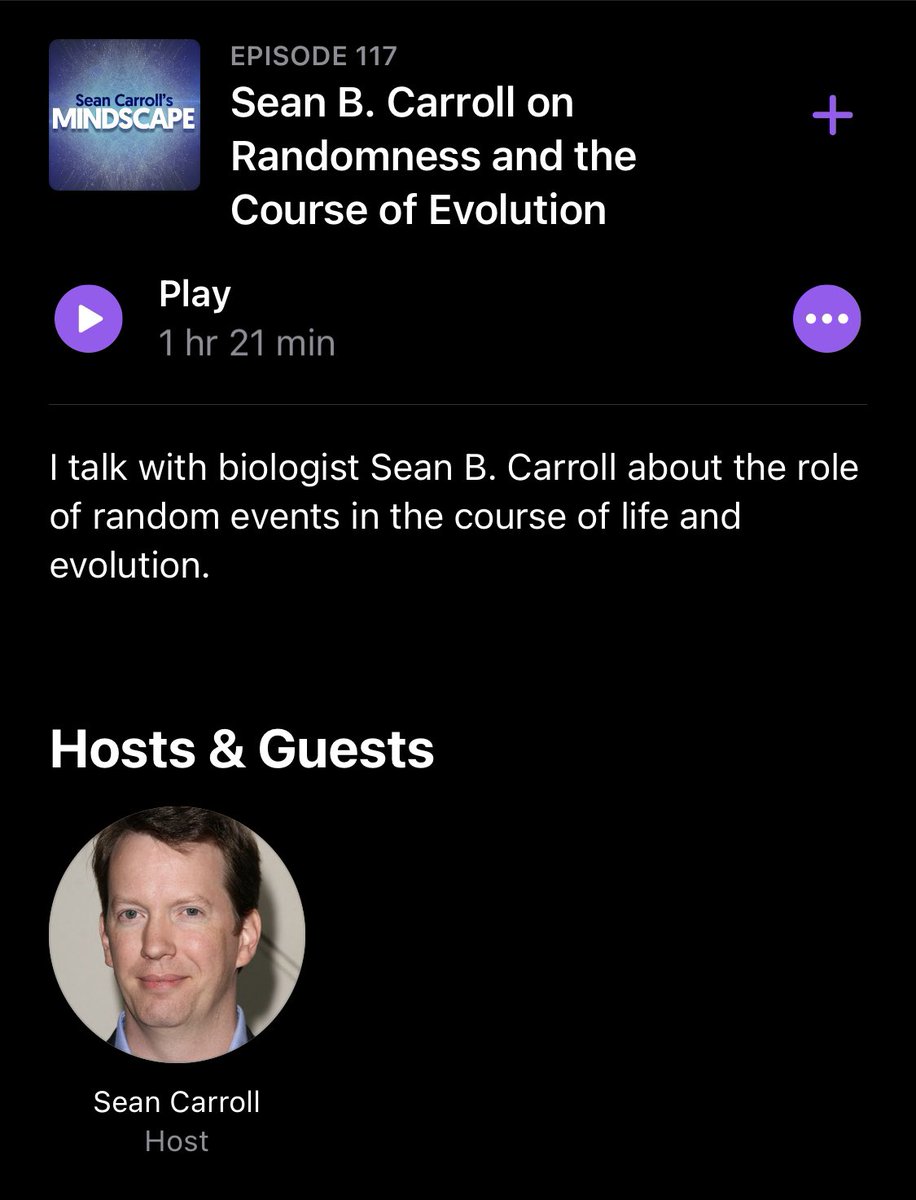 Sean Carroll's
MINDSCAPE
EPISODE 117
Sean B. Carroll on
Randomness and the
Course of Evolution
Play
1 hr 21 min
I talk with biologist Sean B. Carroll about the role
of random events in the course of life and
evolution.
Hosts & Guests
Sean Carroll
Host